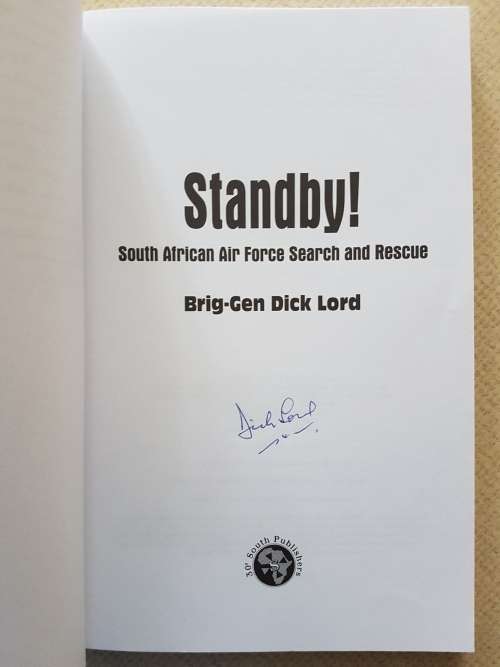 Standby!
South African Air Force Search and Rescue
Brig-Gen Dick Lord
Dick Lord
30° South Publishers
S